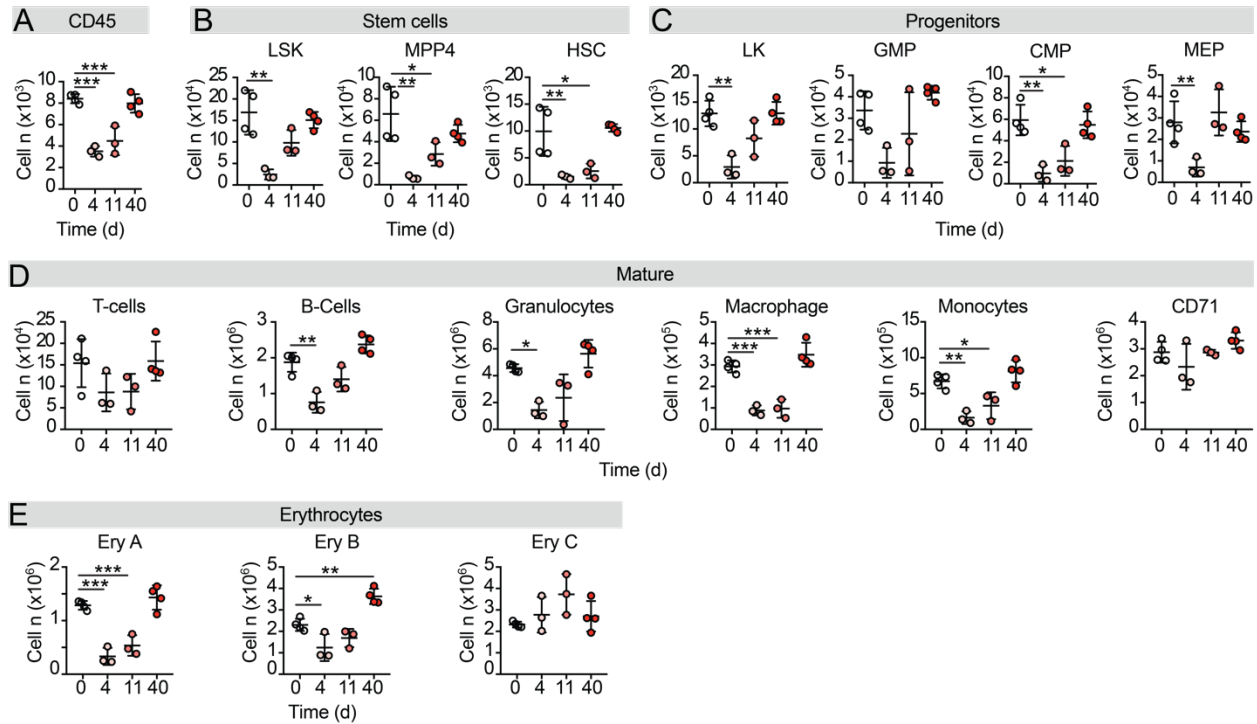 A CD45
B Stem cells
C Progenitors
LSK MPP4 HSC LK GMP CMP MEP
*** ***
** * ** * ** ** * ** **
Cell n (x10³) 10 8 6 4 2 0
Cell n (x10⁴) 25 20 15 10 5 0
Cell n (x10⁴) 10 8 6 4 2 0
Cell n (x10³) 20 15 10 5 0
Cell n (x10³) 20 15 10 5 0
Cell n (x10⁴) 5 4 3 2 1 0
Cell n (x10⁴) 10 8 6 4 2 0
Cell n (x10⁴) 5 4 3 2 1 0
0 4 11 40 0 4 11 40 0 4 11 40 0 4 11 40 0 4 11 40 0 4 11 40 0 4 11 40 0 4 11 40
Time (d) Time (d) Time (d)
D Mature
T-cells B-Cells Granulocytes Macrophage Monocytes CD71
** * *** *** * **
Cell n (x10⁴) 25 20 15 10 5 0
Cell n (x10⁶) 3 2 1 0
Cell n (x10⁶) 8 6 4 2 0
Cell n (x10⁵) 5 4 3 2 1 0
Cell n (x10⁵) 15 10 5 0
Cell n (x10⁶) 4 3 2 1 0
0 4 11 40 0 4 11 40 0 4 11 40 0 4 11 40 0 4 11 40 0 4 11 40
Time (d)
E Erythrocytes
Ery A Ery B Ery C
*** *** ** *
Cell n (x10⁶) 2 1 0
Cell n (x10⁶) 5 4 3 2 1 0
Cell n (x10⁶) 5 4 3 2 1 0
0 4 11 40 0 4 11 40 0 4 11 40
Time (d)